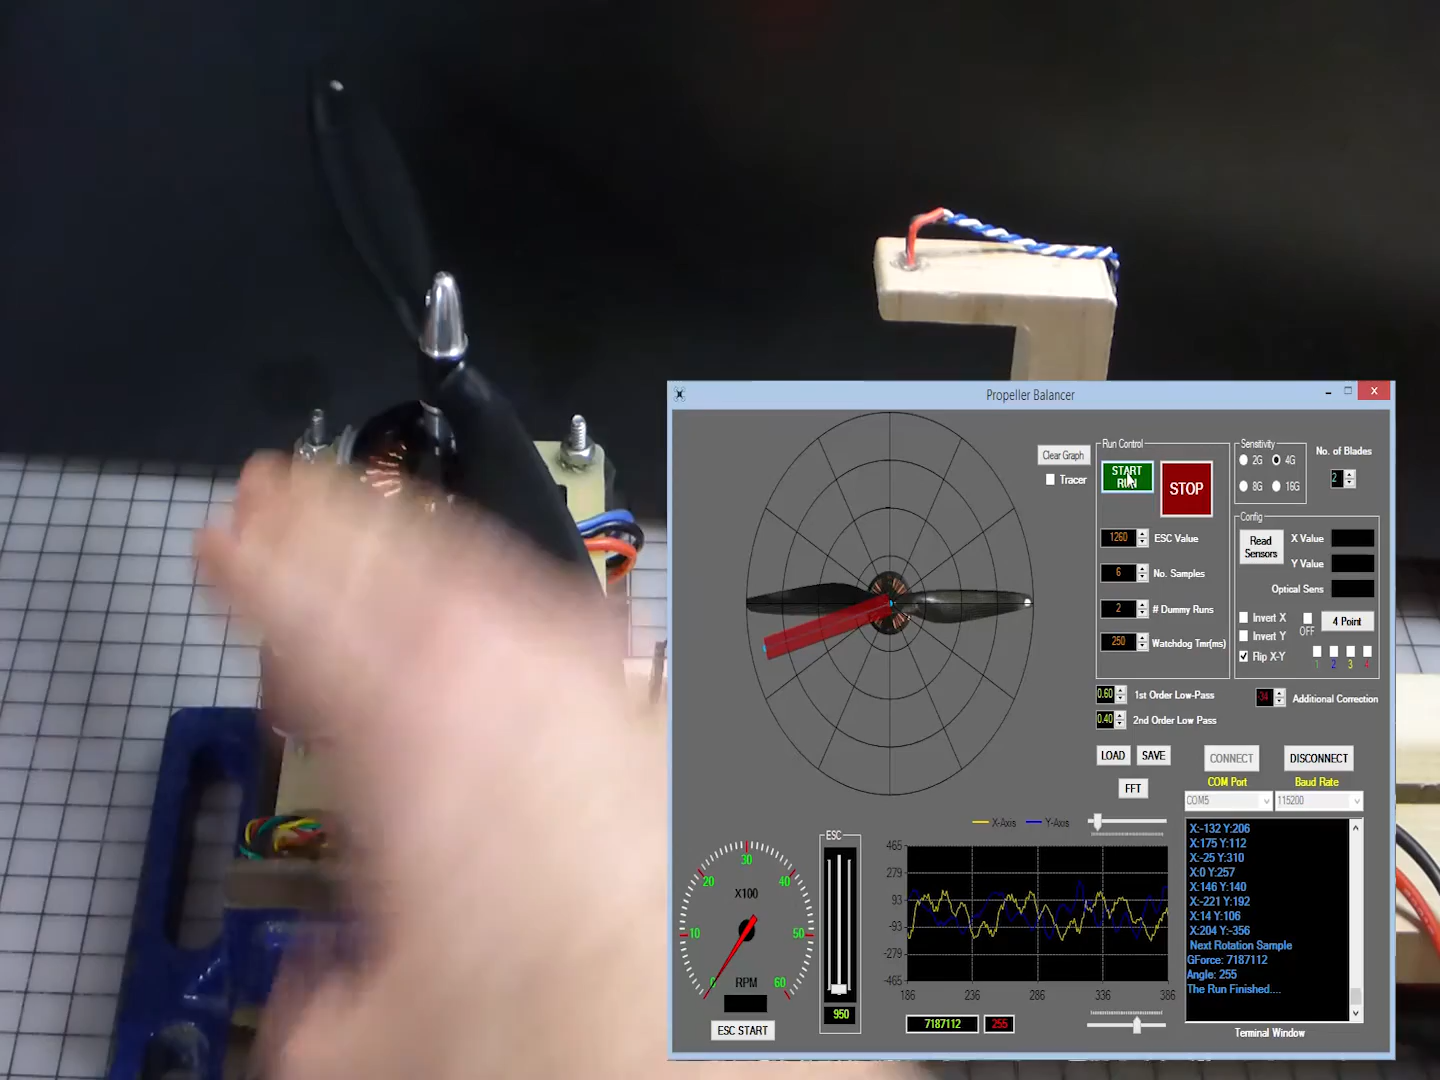 Propeller Balancer
Clear Graph
Tracer
Run Control
START RUN
STOP
1260 ESC Value
6 No. Samples
2 # Dummy Runs
250 Watchdog Tmr(ms)
Sensitivity
2G 4G
8G 16G
No. of Blades
2
Config
Read Sensors
X Value
Y Value
Optical Sens
Invert X
Invert Y
OFF
4 Point
Rip X-Y
1 2 3 4
0.60 1st Order Low-Pass
0.40 2nd Order Low Pass
-34 Additional Correction
LOAD SAVE
CONNECT DISCONNECT
FFT
COM Port Baud Rate
COM5 115200
X:-132 Y:206
X:175 Y:112
X:-25 Y:310
X:0 Y:257
X:146 Y:140
X:-221 Y:192
X:14 Y:106
X:204 Y:-356
Next Rotation Sample
GForce: 7187112
Angle: 255
The Run Finished....
Terminal Window
0 10 20 30 40 50 60
X100
RPM
ESC START
ESC
950
X-Axis Y-Axis
465
279
93
-93
-279
-465
186 236 286 336 386
7187112 255